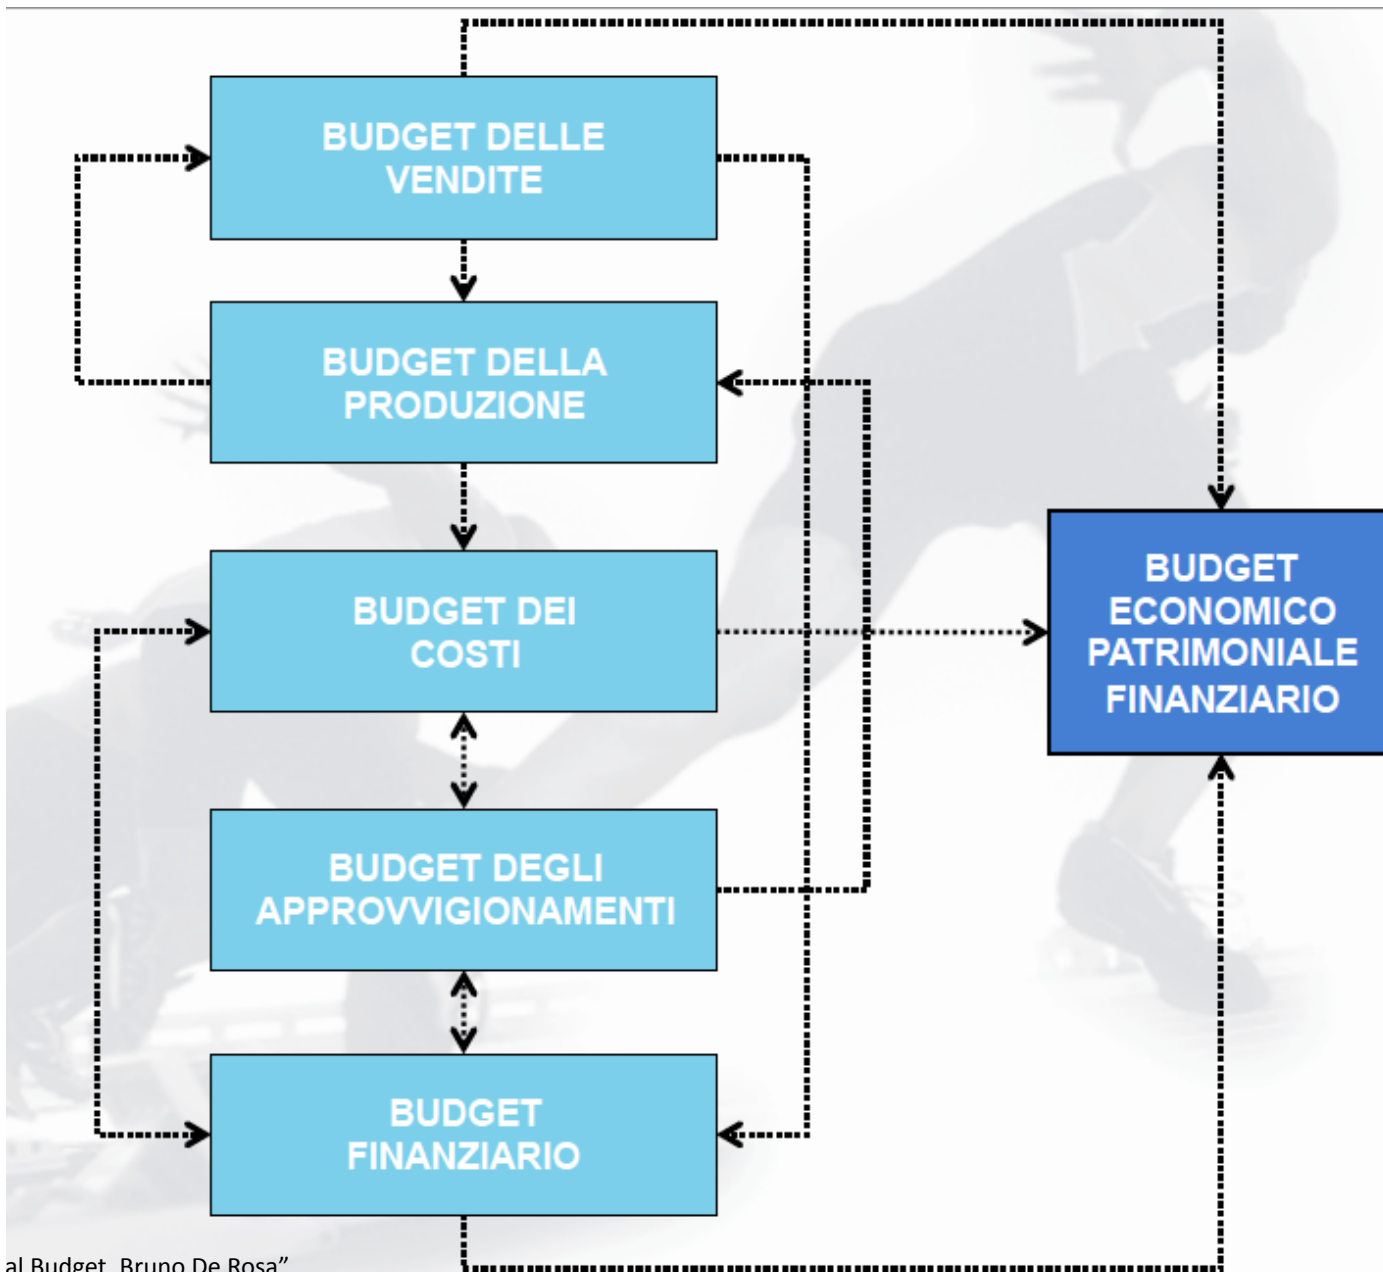 BUDGET DELLE
VENDITE
BUDGET DELLA
PRODUZIONE
BUDGET DEI
COSTI
BUDGET
ECONOMICO
PATRIMONIALE
FINANZIARIO
BUDGET DEGLI
APPROVVIGIONAMENTI
BUDGET
FINANZIARIO
al Budget, Bruno De Rosa”